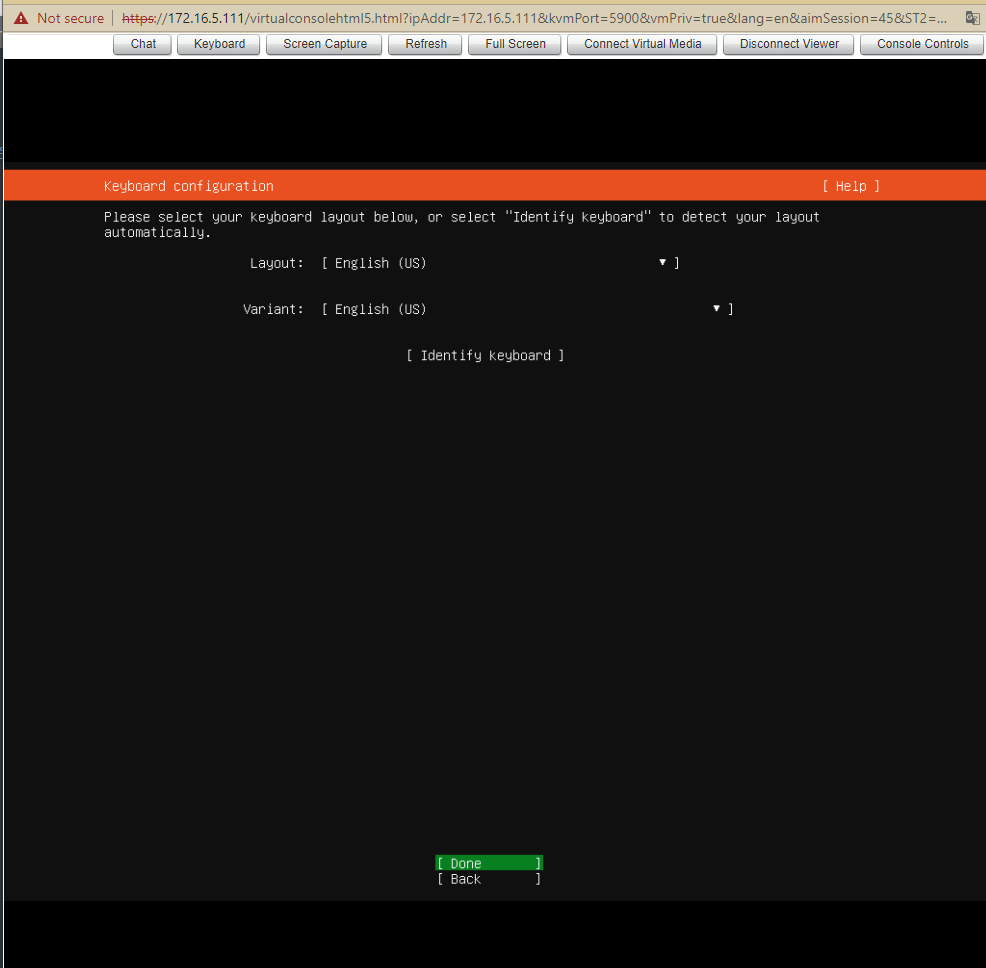 Not secure https://172.16.5.111/virtualconsolehtml5.html?ipAddr=172.16.5.111&kvmPort=5900&vmPriv=true&lang=en&aimSession=45&ST2=...
Chat Keyboard Screen Capture Refresh Full Screen Connect Virtual Media Disconnect Viewer Console Controls
Keyboard configuration [ Help ]
Please select your keyboard layout below, or select "Identify keyboard" to detect your layout
automatically.
Layout: [ English (US) ▾ ]
Variant: [ English (US) ▾ ]
[ Identify keyboard ]
[ Done ]
[ Back ]